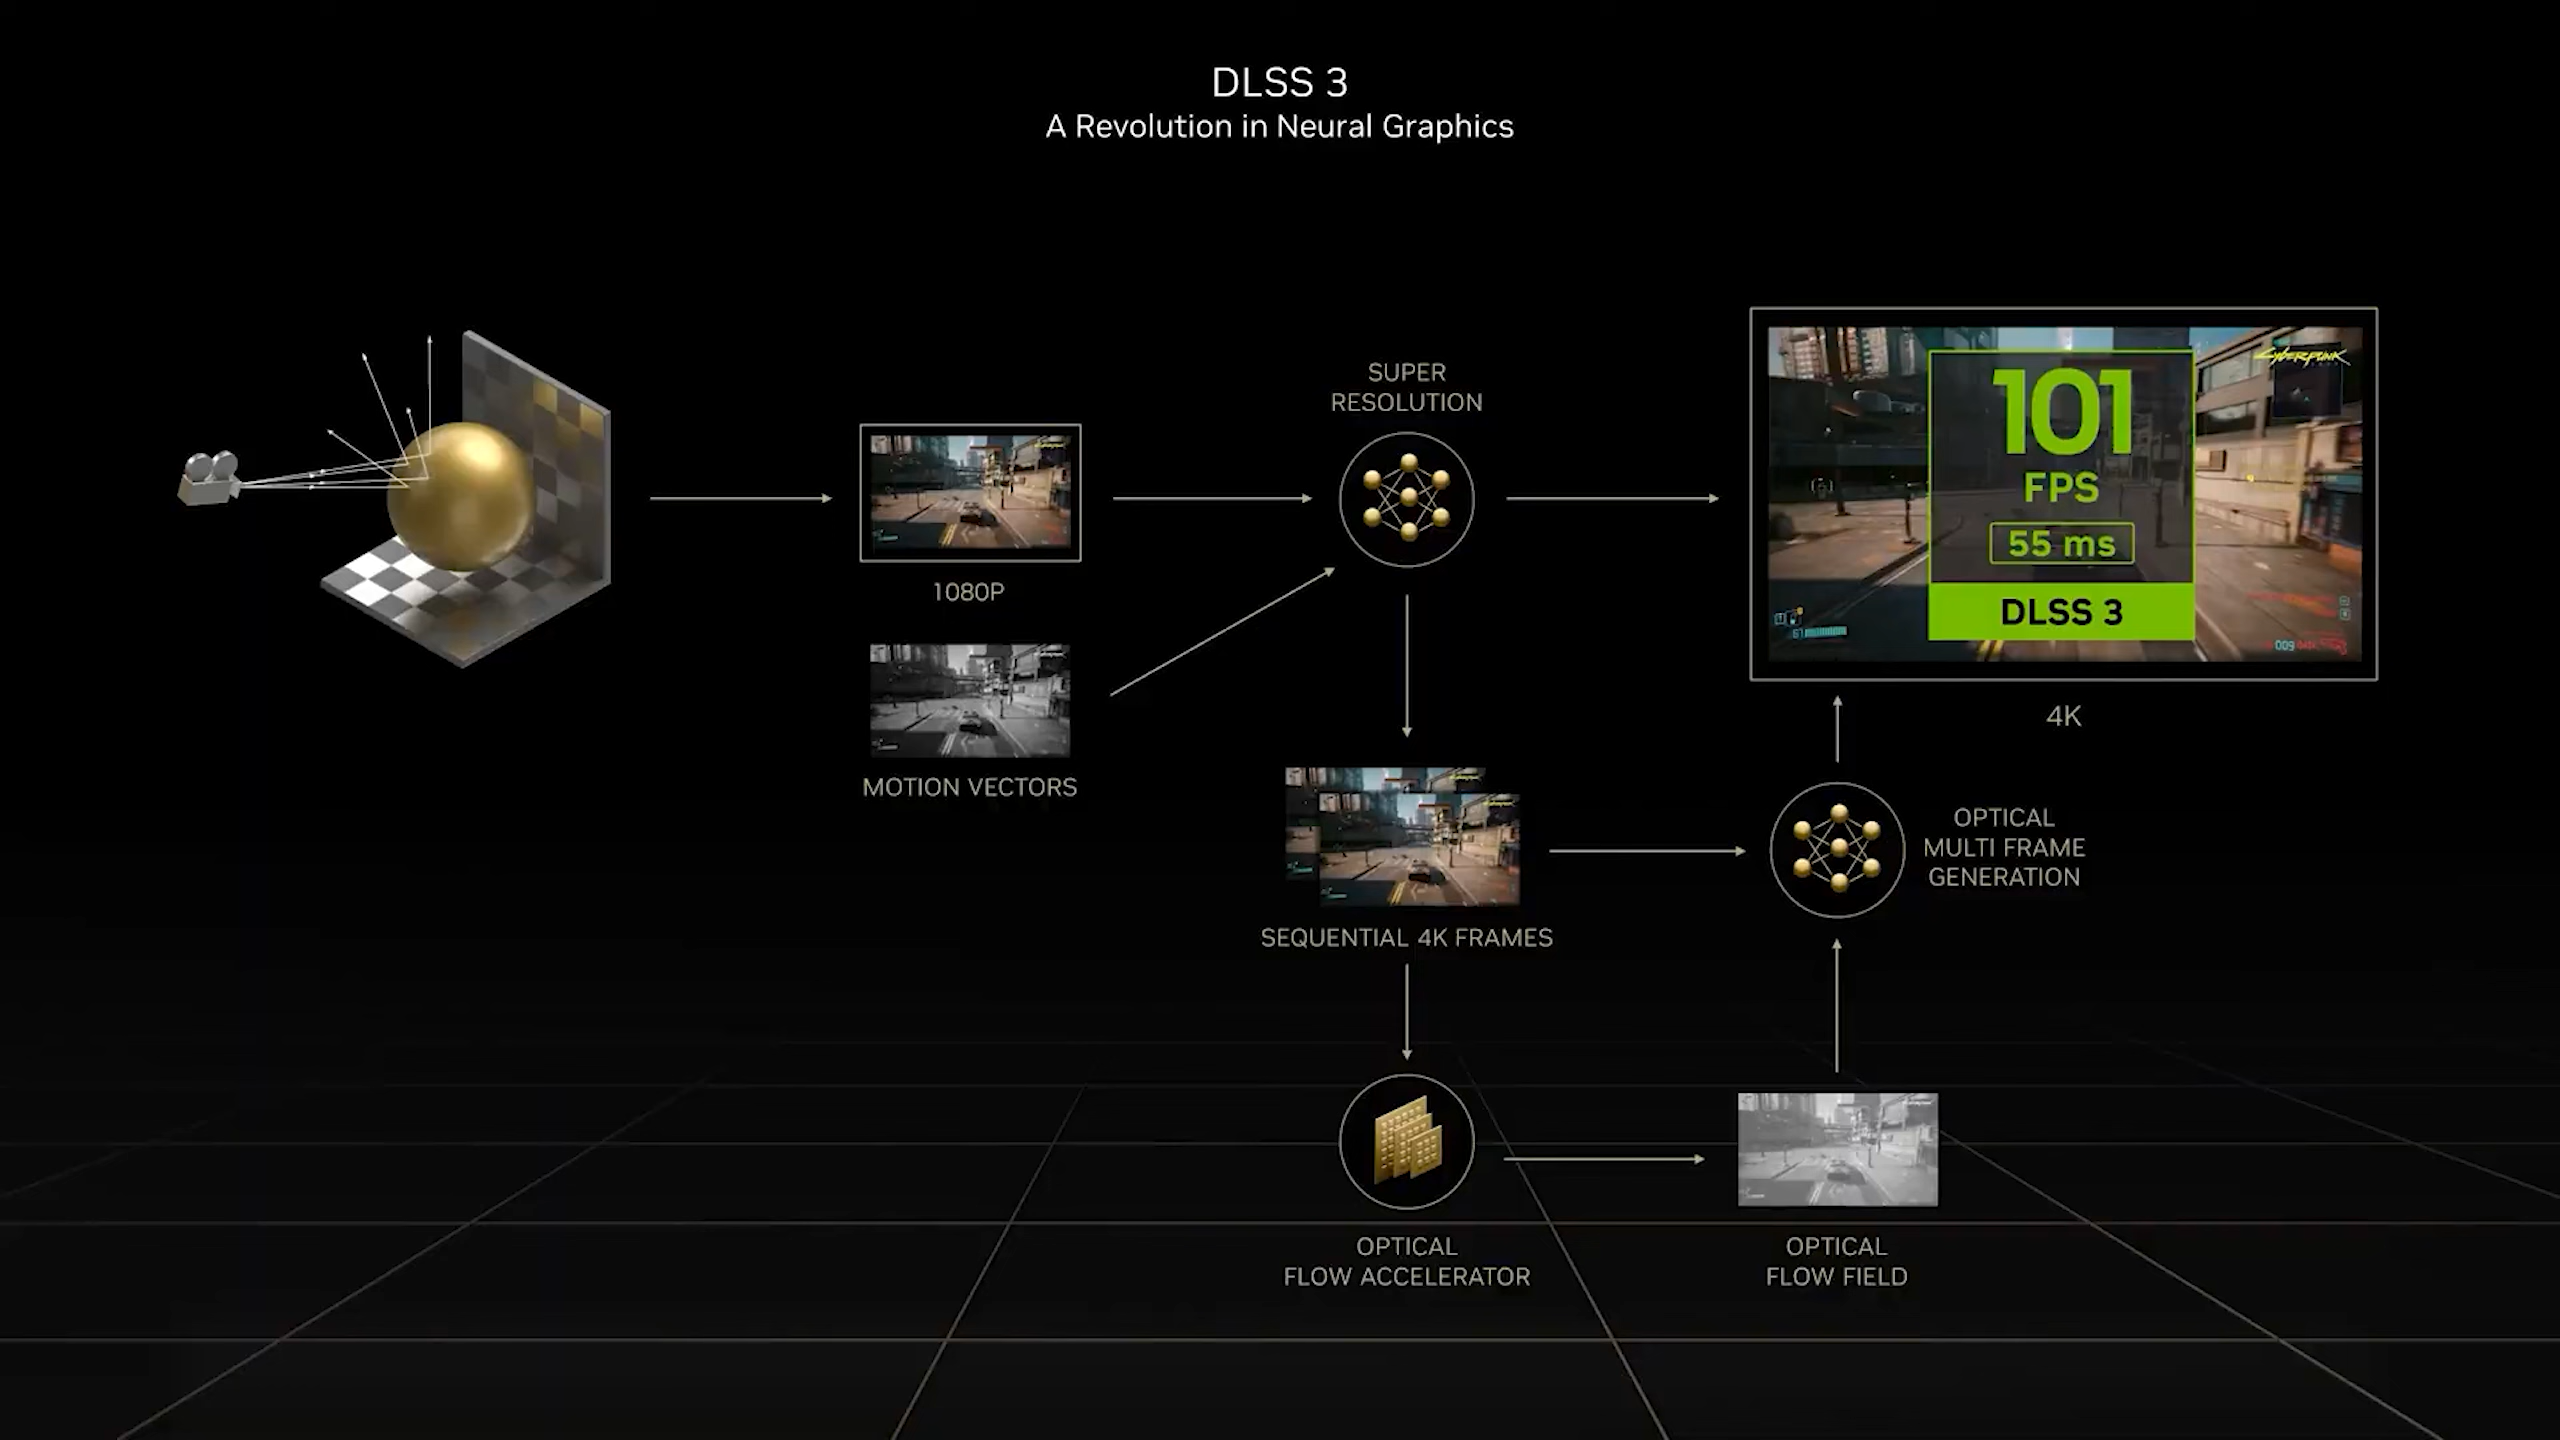 DLSS 3
A Revolution in Neural Graphics
SUPER
RESOLUTION
CYBERPUNK
101
FPS
55 ms
DLSS 3
1080P
4K
MOTION VECTORS
OPTICAL
MULTI FRAME
GENERATION
SEQUENTIAL 4K FRAMES
OPTICAL
FLOW ACCELERATOR
OPTICAL
FLOW FIELD